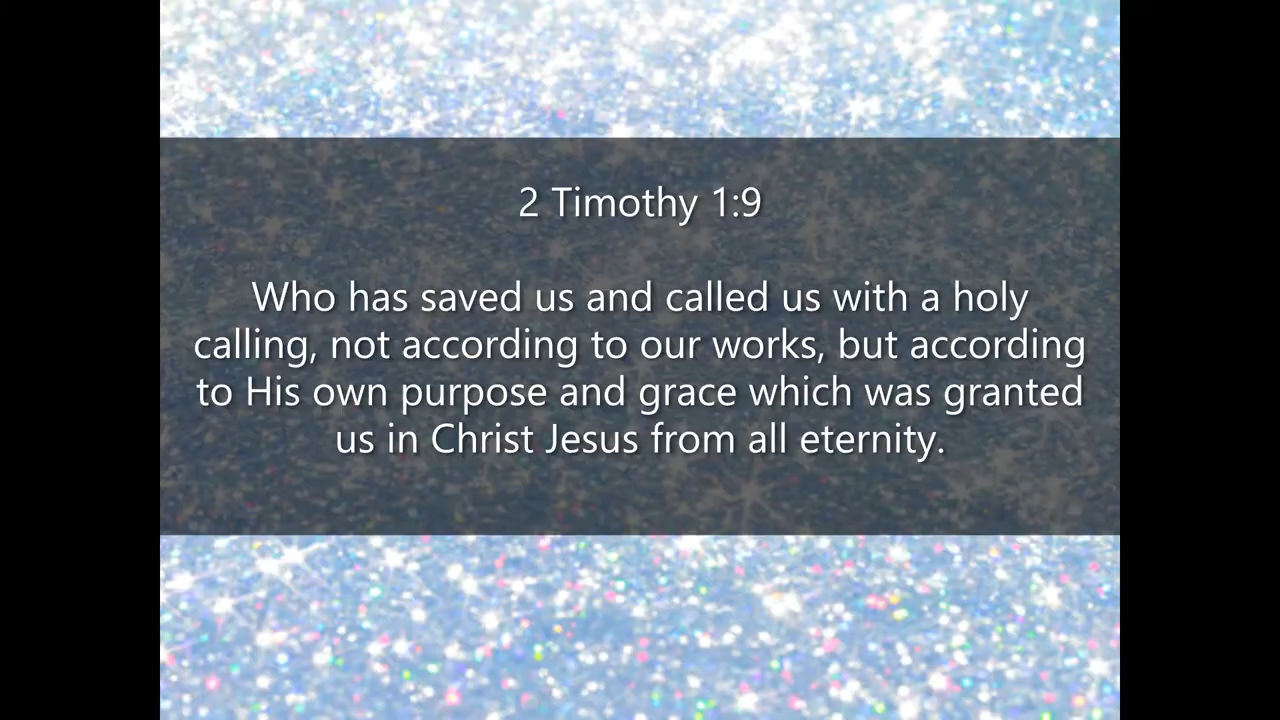 2 Timothy 1:9
Who has saved us and called us with a holy
calling, not according to our works, but according
to His own purpose and grace which was granted
us in Christ Jesus from all eternity.